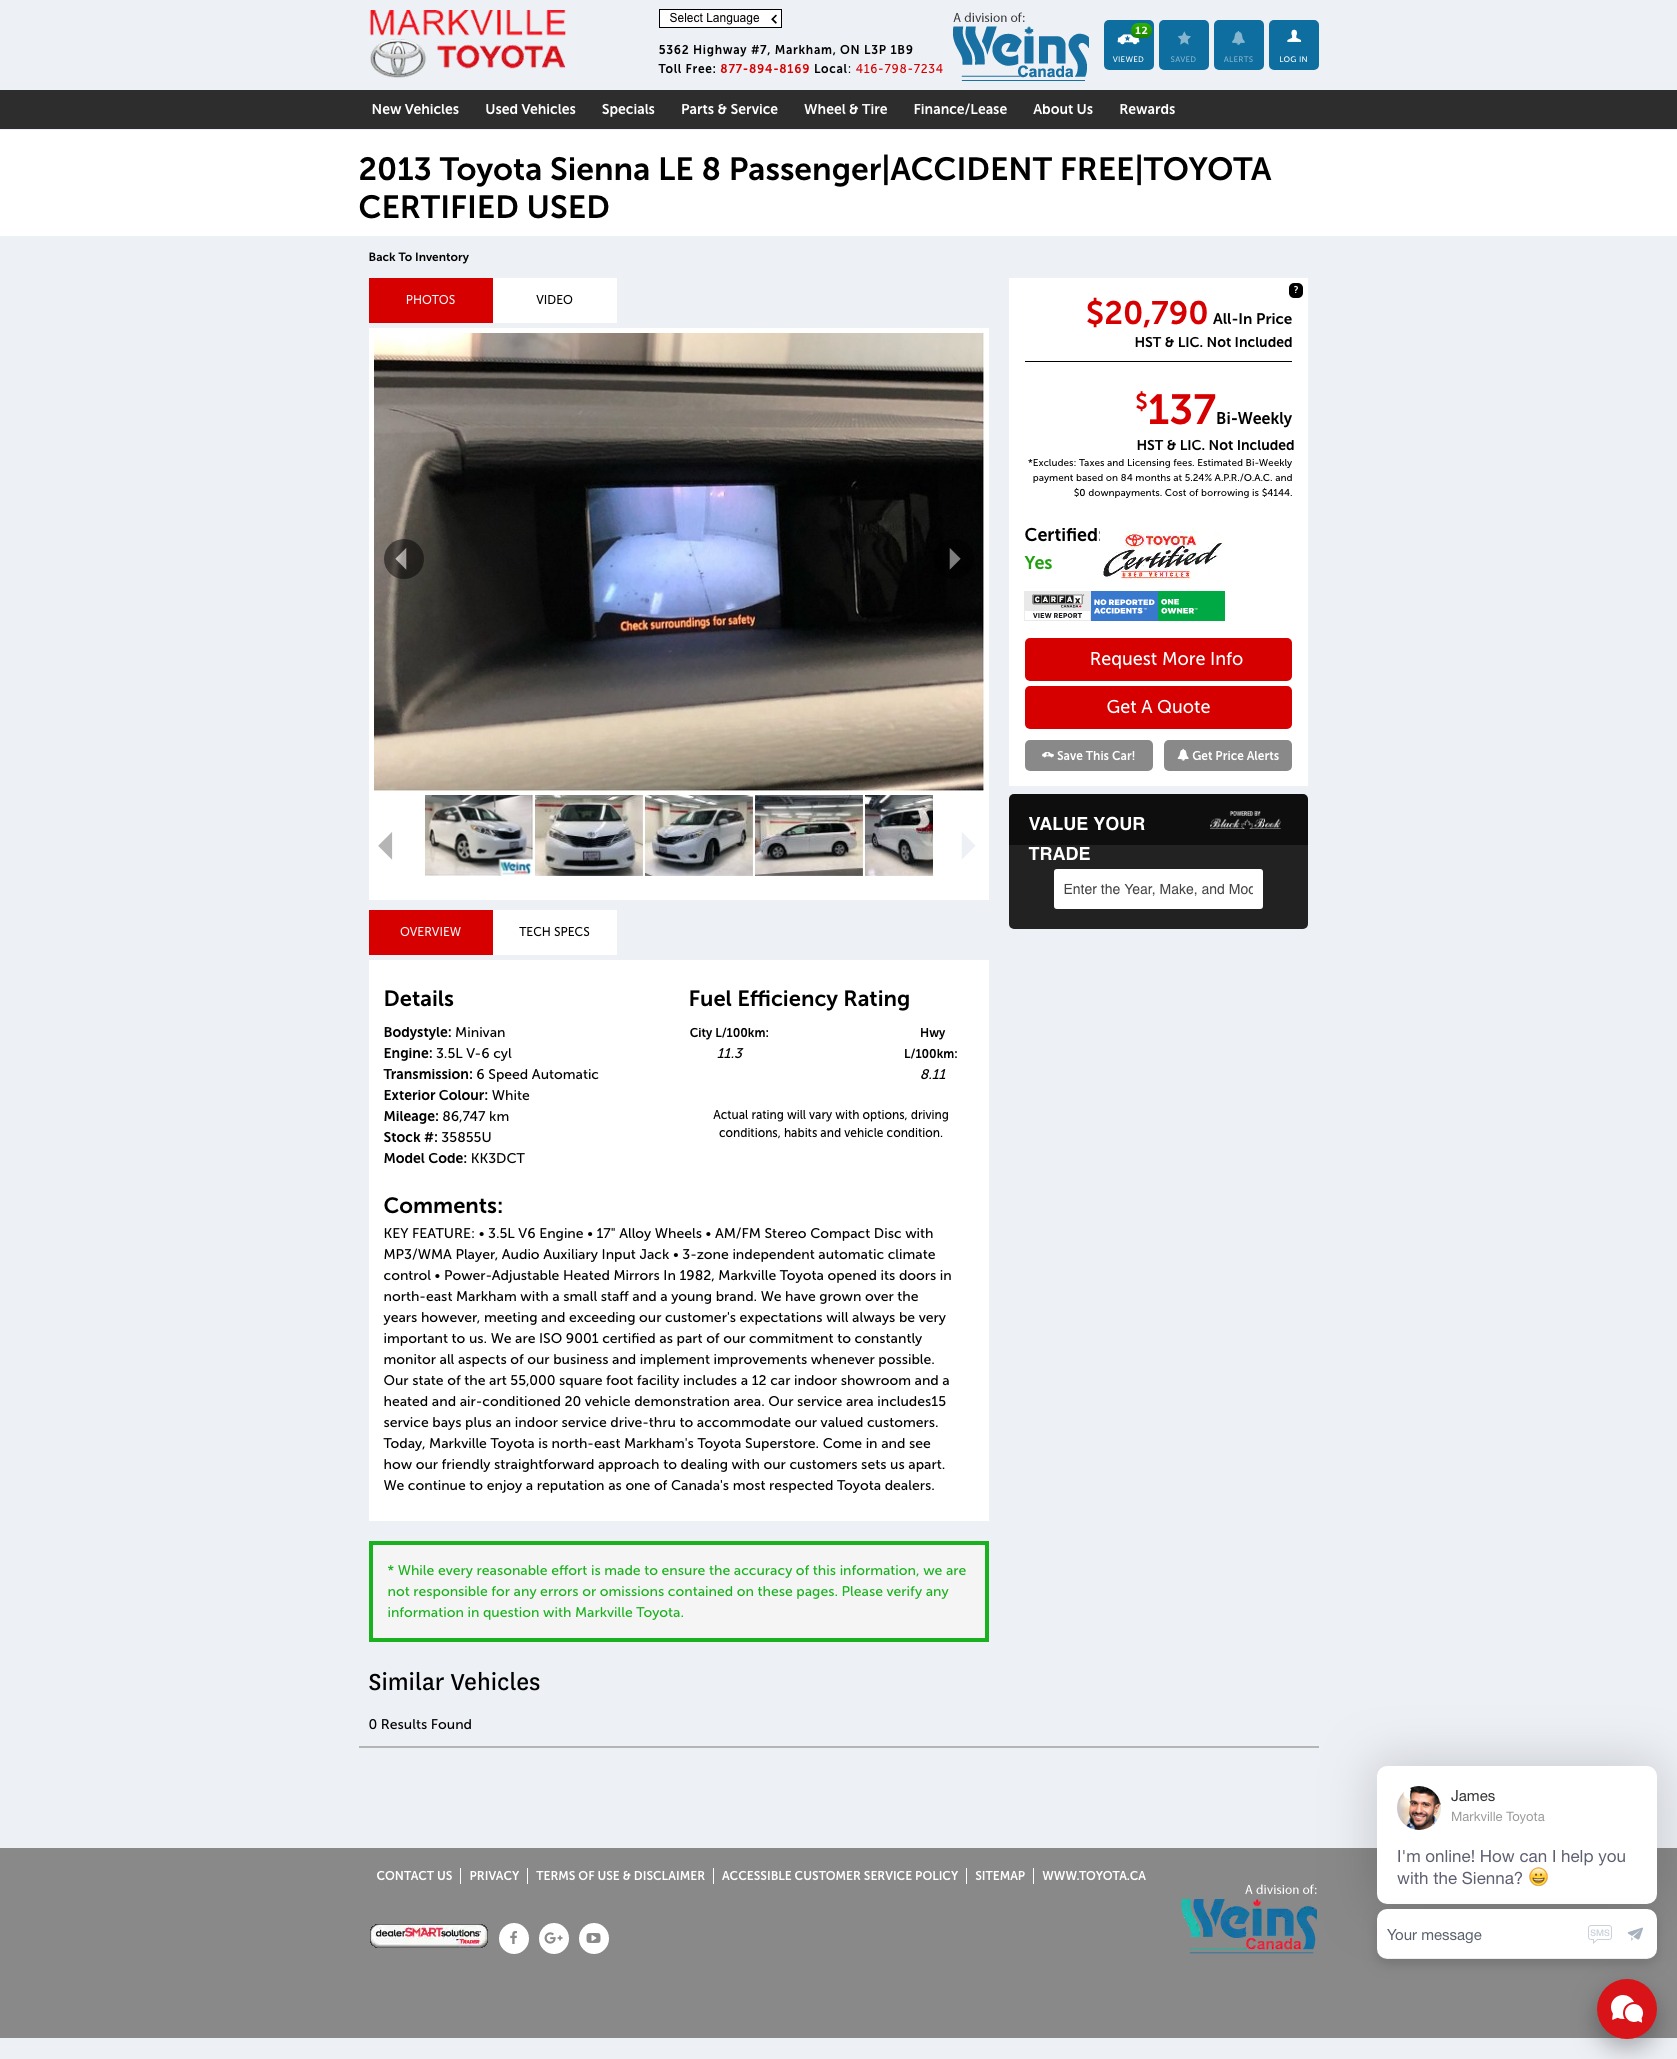 MARKVILLE
TOYOTA
Select Language
5362 Highway #7, Markham, ON L3P 1B9
Toll Free: 877-894-8169 Local: 416-798-7234
A division of:
Weins
Canada
12
VIEWED
SAVED
ALERTS
LOG IN
New Vehicles
Used Vehicles
Specials
Parts & Service
Wheel & Tire
Finance/Lease
About Us
Rewards
2013 Toyota Sienna LE 8 Passenger|ACCIDENT FREE|TOYOTA
CERTIFIED USED
Back To Inventory
PHOTOS
VIDEO
Check surroundings for safety
Weins
?
$20,790 All-In Price
HST & LIC. Not Included
$137 Bi-Weekly
HST & LIC. Not Included
*Excludes: Taxes and Licensing fees. Estimated Bi-Weekly
payment based on 84 months at 5.24% A.P.R./O.A.C. and
$0 downpayments. Cost of borrowing is $4144.
Certified:
Yes
TOYOTA
Certified
USED VEHICLES
CARFAX
CANADA
VIEW REPORT
NO REPORTED
ACCIDENTS
ONE
OWNER
Request More Info
Get A Quote
Save This Car!
Get Price Alerts
VALUE YOUR
TRADE
POWERED BY
Black Book
Enter the Year, Make, and Moc
OVERVIEW
TECH SPECS
Details
Bodystyle: Minivan
Engine: 3.5L V-6 cyl
Transmission: 6 Speed Automatic
Exterior Colour: White
Mileage: 86,747 km
Stock #: 35855U
Model Code: KK3DCT
Fuel Efficiency Rating
City L/100km:
11.3
Hwy
L/100km:
8.11
Actual rating will vary with options, driving
conditions, habits and vehicle condition.
Comments:
KEY FEATURE: • 3.5L V6 Engine • 17" Alloy Wheels • AM/FM Stereo Compact Disc with
MP3/WMA Player, Audio Auxiliary Input Jack • 3-zone independent automatic climate
control • Power-Adjustable Heated Mirrors In 1982, Markville Toyota opened its doors in
north-east Markham with a small staff and a young brand. We have grown over the
years however, meeting and exceeding our customer's expectations will always be very
important to us. We are ISO 9001 certified as part of our commitment to constantly
monitor all aspects of our business and implement improvements whenever possible.
Our state of the art 55,000 square foot facility includes a 12 car indoor showroom and a
heated and air-conditioned 20 vehicle demonstration area. Our service area includes15
service bays plus an indoor service drive-thru to accommodate our valued customers.
Today, Markville Toyota is north-east Markham's Toyota Superstore. Come in and see
how our friendly straightforward approach to dealing with our customers sets us apart.
We continue to enjoy a reputation as one of Canada's most respected Toyota dealers.
* While every reasonable effort is made to ensure the accuracy of this information, we are
not responsible for any errors or omissions contained on these pages. Please verify any
information in question with Markville Toyota.
Similar Vehicles
0 Results Found
James
Markville Toyota
I'm online! How can I help you
with the Sienna? 😀
Your message
SMS
CONTACT US
PRIVACY
TERMS OF USE & DISCLAIMER
ACCESSIBLE CUSTOMER SERVICE POLICY
SITEMAP
WWW.TOYOTA.CA
A division of:
Weins
Canada
dealerSMARTsolutions
BY TRADER
f
G+